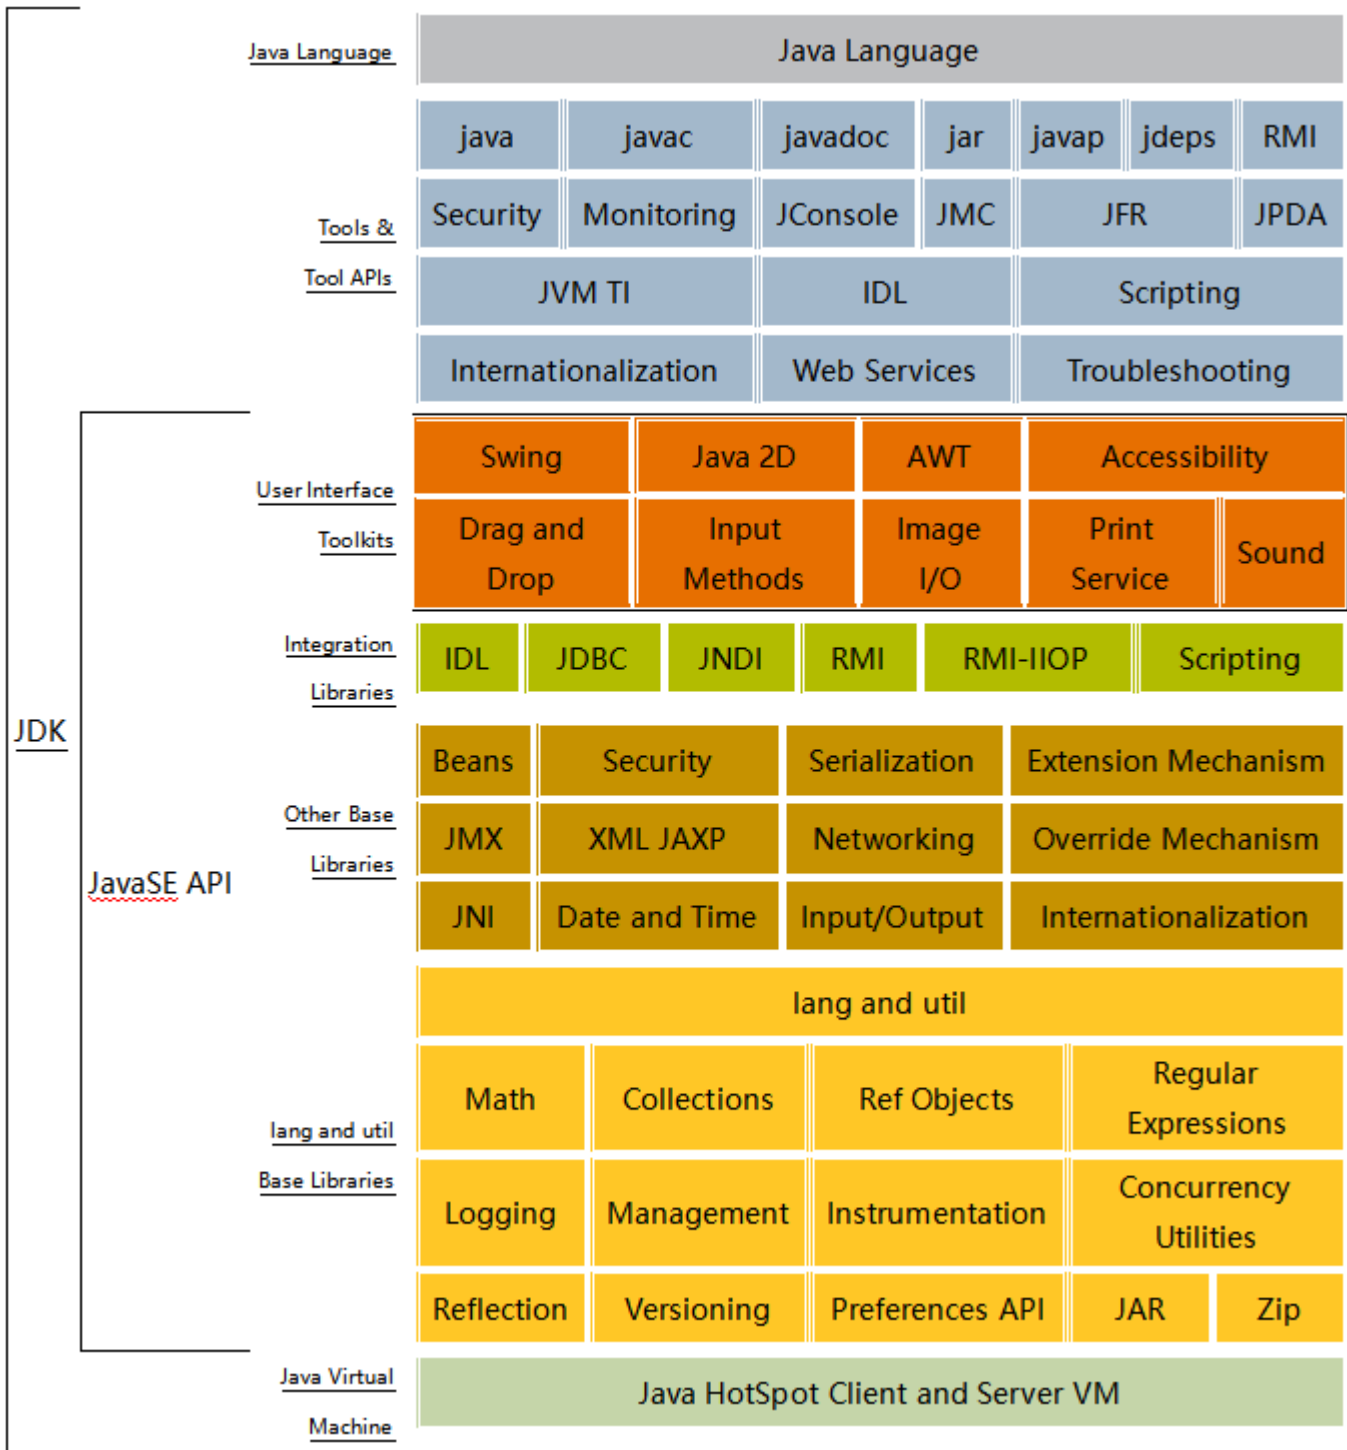 Java Language
Java Language
java javac javadoc jar javap jdeps RMI
Security Monitoring JConsole JMC JFR JPDA
Tools &
Tool APIs
JVM TI IDL Scripting
Internationalization Web Services Troubleshooting
Swing Java 2D AWT Accessibility
User Interface
Toolkits
Drag and Drop Input Methods Image I/O Print Service Sound
Integration
Libraries
IDL JDBC JNDI RMI RMI-IIOP Scripting
JDK
Beans Security Serialization Extension Mechanism
Other Base
Libraries
JMX XML JAXP Networking Override Mechanism
JavaSE API
JNI Date and Time Input/Output Internationalization
lang and util
Math Collections Ref Objects Regular Expressions
lang and util
Base Libraries
Logging Management Instrumentation Concurrency Utilities
Reflection Versioning Preferences API JAR Zip
Java Virtual
Machine
Java HotSpot Client and Server VM